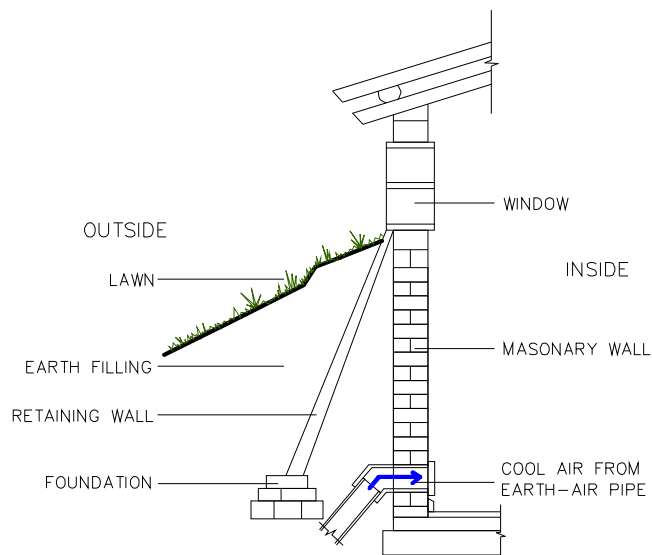 OUTSIDE
LAWN
EARTH FILLING
RETAINING WALL
FOUNDATION
WINDOW
INSIDE
MASONARY WALL
COOL AIR FROM
EARTH-AIR PIPE